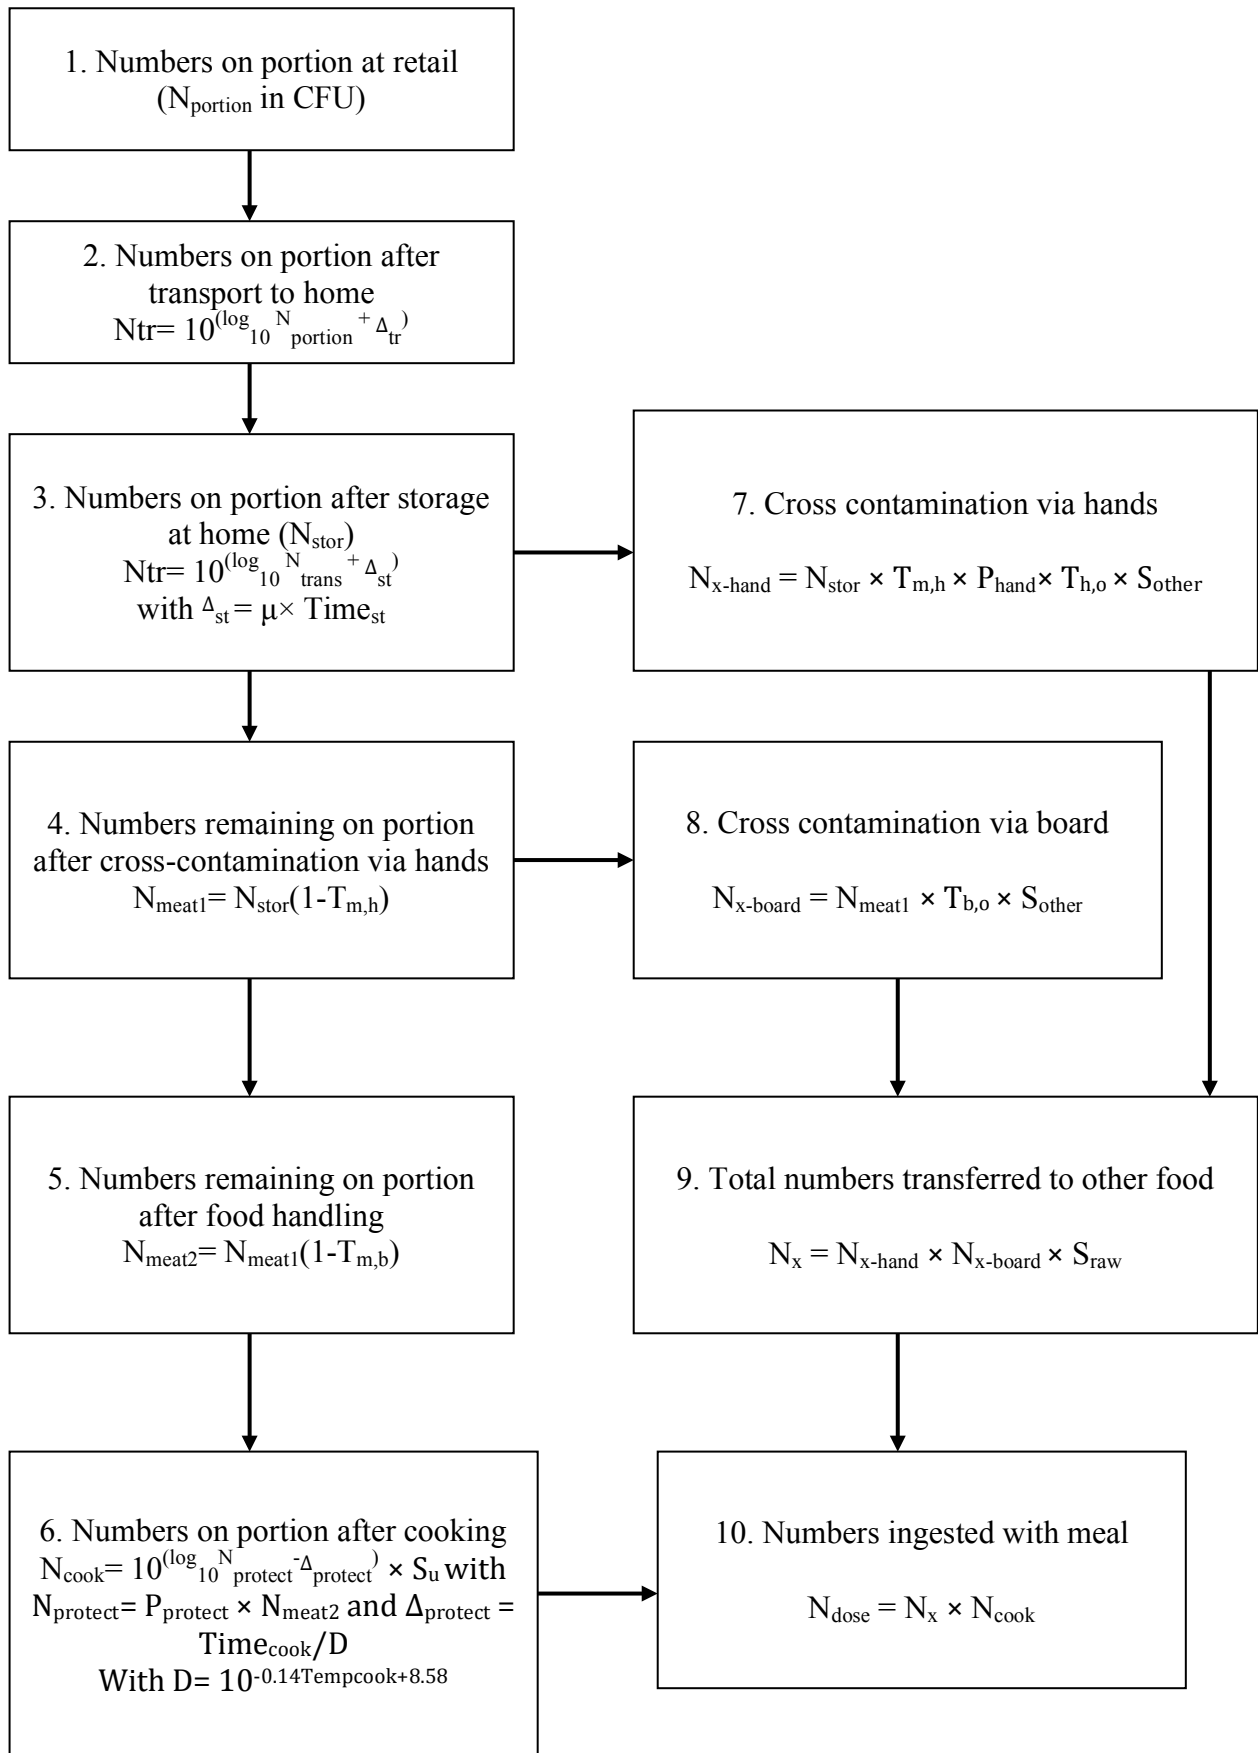 1. Numbers on portion at retail
(Nportion in CFU)
2. Numbers on portion after
transport to home
Ntr= 10(log10 Nportion + Δtr)
3. Numbers on portion after storage
at home (Nstor)
Ntr= 10(log10 Ntrans + Δst)
with Δst = μ× Timest
4. Numbers remaining on portion
after cross-contamination via hands
Nmeat1= Nstor(1-Tm,h)
5. Numbers remaining on portion
after food handling
Nmeat2= Nmeat1(1-Tm,b)
6. Numbers on portion after cooking
Ncook= 10(log10 Nprotect -Δprotect) × Su with
Nprotect= Pprotect × Nmeat2 and Δprotect =
Timecook/D
With D= 10-0.14Tempcook+8.58
7. Cross contamination via hands
Nx-hand = Nstor × Tm,h × Phand× Th,o × Sother
8. Cross contamination via board
Nx-board = Nmeat1 × Tb,o × Sother
9. Total numbers transferred to other food
Nx = Nx-hand × Nx-board × Sraw
10. Numbers ingested with meal
Ndose = Nx × Ncook